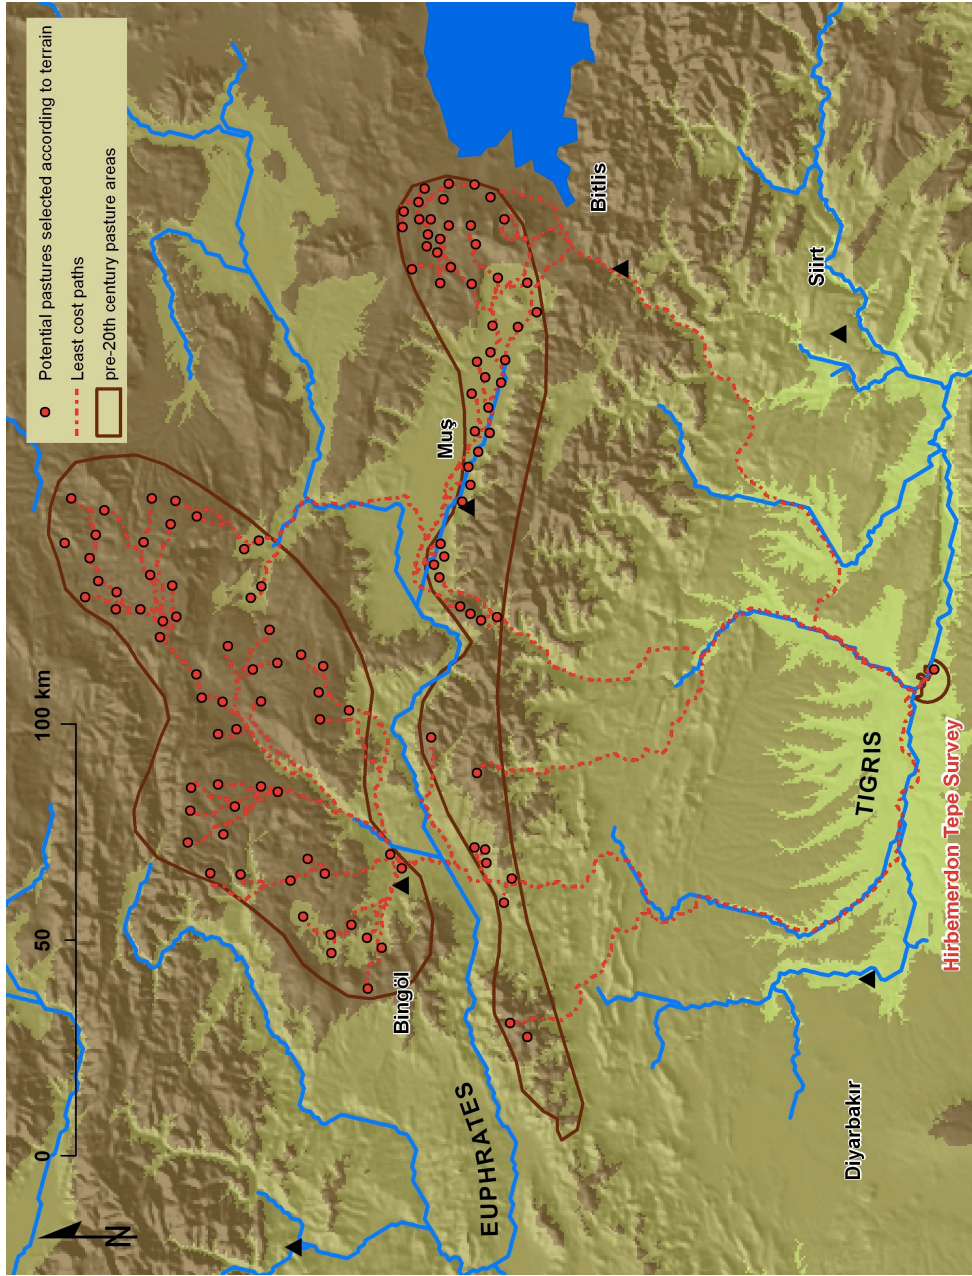 Potential pastures selected according to terrain
Least cost paths
pre-20th century pasture areas
N
0
50
100 km
Bingöl
Muş
Bitlis
Siirt
EUPHRATES
TIGRIS
Diyarbakır
Hirbemerdon Tepe Survey